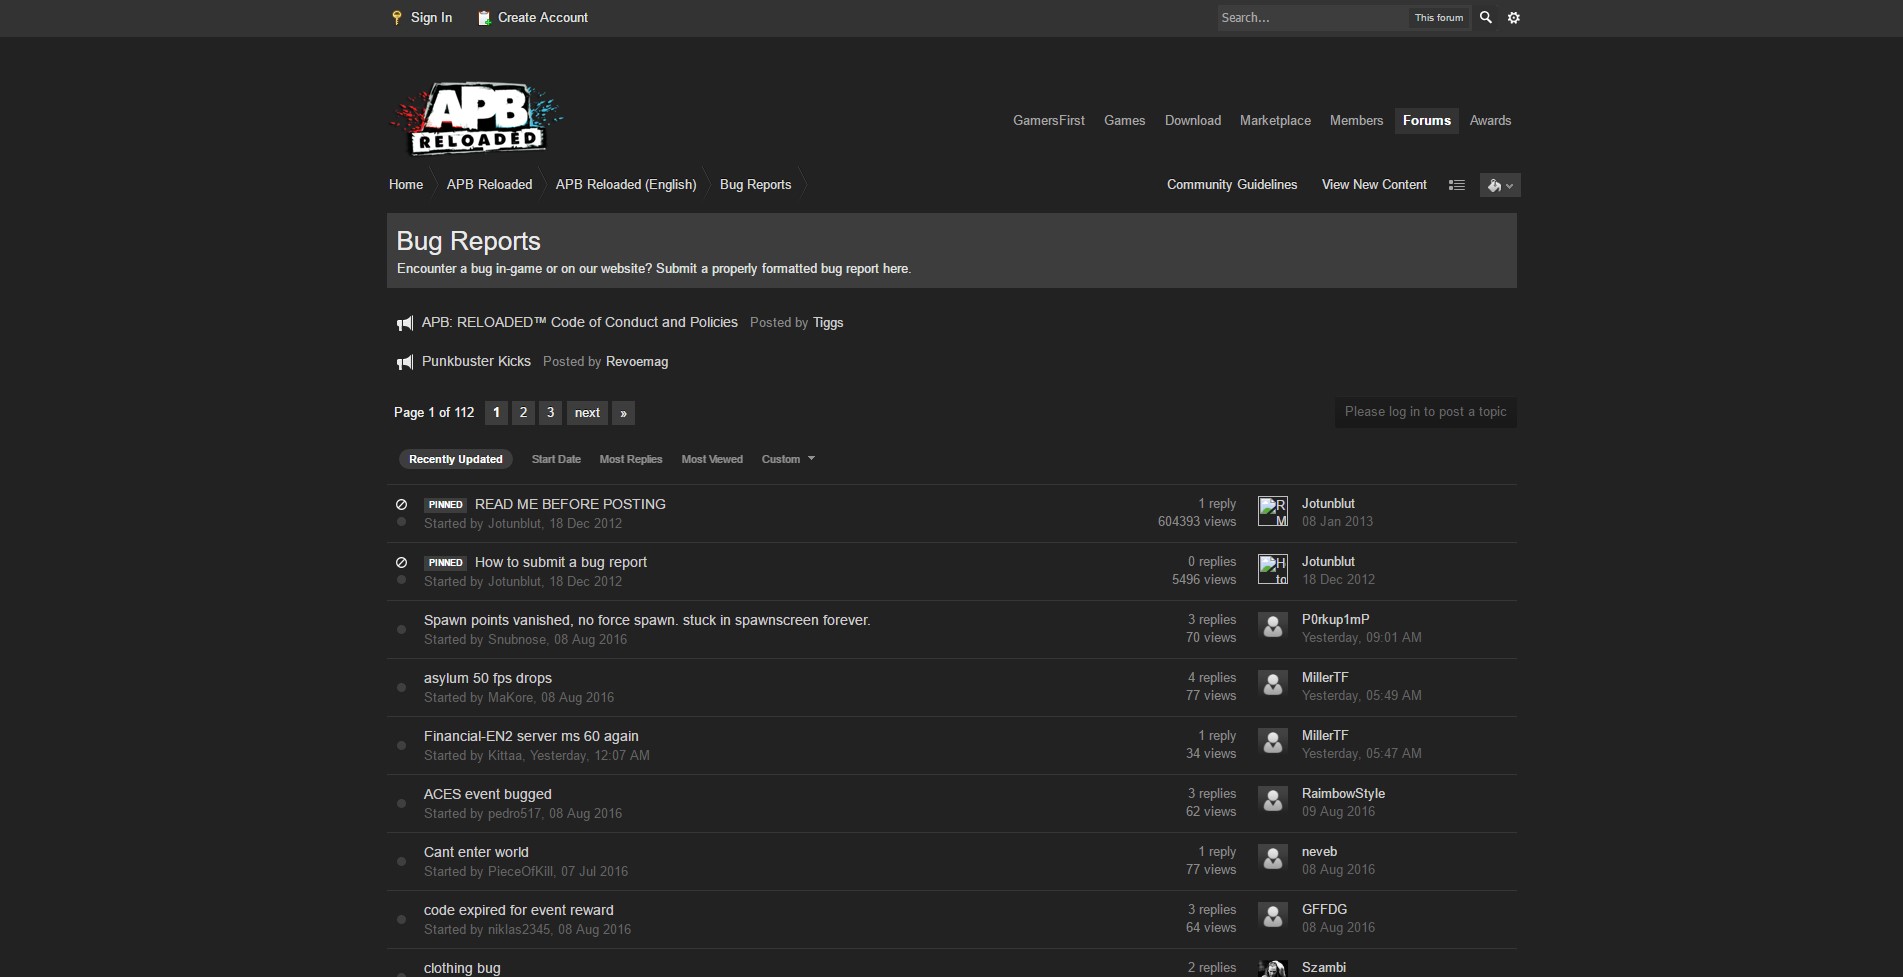 Sign In
Create Account
Search...
This forum
APB
RELOADED
GamersFirst
Games
Download
Marketplace
Members
Forums
Awards
Home
APB Reloaded
APB Reloaded (English)
Bug Reports
Community Guidelines
View New Content
Bug Reports
Encounter a bug in-game or on our website? Submit a properly formatted bug report here.
APB: RELOADED™ Code of Conduct and Policies Posted by Tiggs
Punkbuster Kicks Posted by Revoemag
Page 1 of 112 1 2 3 next »
Please log in to post a topic
Recently Updated
Start Date
Most Replies
Most Viewed
Custom
PINNED READ ME BEFORE POSTING
Started by Jotunblut, 18 Dec 2012
1 reply
604393 views
R
M
Jotunblut
08 Jan 2013
PINNED How to submit a bug report
Started by Jotunblut, 18 Dec 2012
0 replies
5496 views
H
to
Jotunblut
18 Dec 2012
Spawn points vanished, no force spawn. stuck in spawnscreen forever.
Started by Snubnose, 08 Aug 2016
3 replies
70 views
P0rkup1mP
Yesterday, 09:01 AM
asylum 50 fps drops
Started by MaKore, 08 Aug 2016
4 replies
77 views
MillerTF
Yesterday, 05:49 AM
Financial-EN2 server ms 60 again
Started by Kittaa, Yesterday, 12:07 AM
1 reply
34 views
MillerTF
Yesterday, 05:47 AM
ACES event bugged
Started by pedro517, 08 Aug 2016
3 replies
62 views
RaimbowStyle
09 Aug 2016
Cant enter world
Started by PieceOfKill, 07 Jul 2016
1 reply
77 views
neveb
08 Aug 2016
code expired for event reward
Started by niklas2345, 08 Aug 2016
3 replies
64 views
GFFDG
08 Aug 2016
clothing bug
2 replies
Szambi